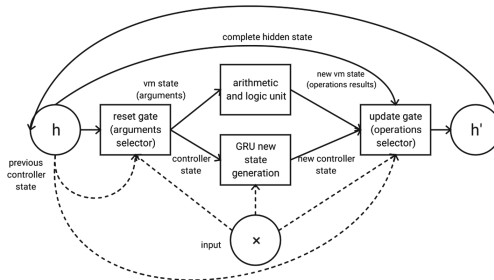 complete hidden state
vm state
(arguments)
arithmetic
and logic unit
new vm state
(operations results)
h
reset gate
(arguments
selector)
update gate
(operations
selector)
h'
previous
controller
state
controller
state
GRU new
state
generation
new controller
state
input
×